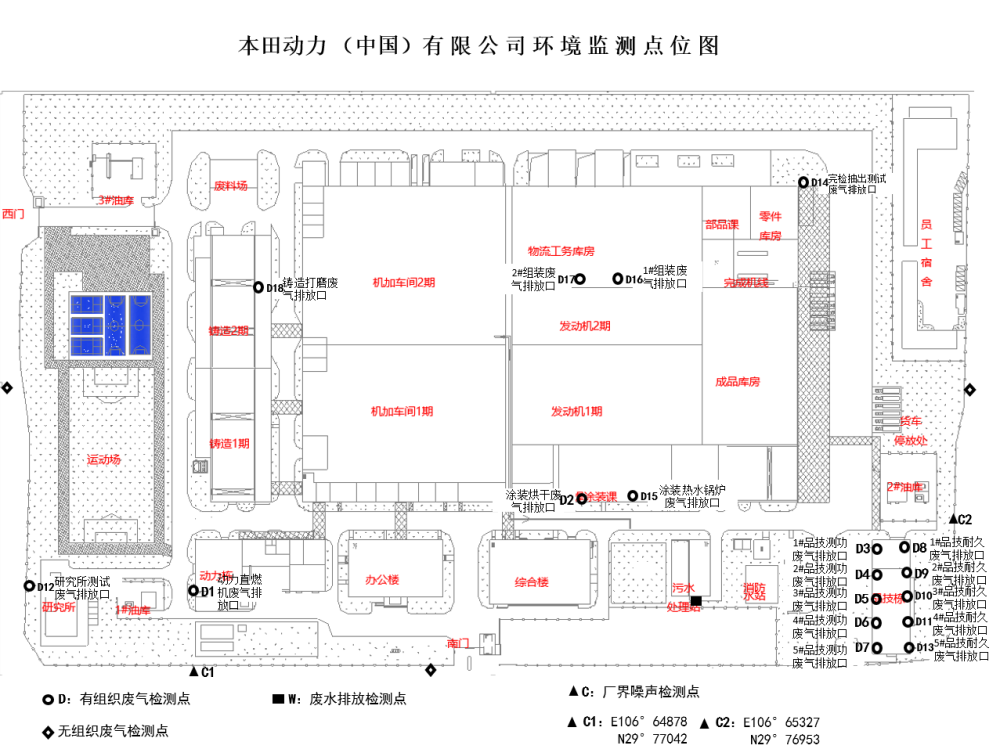 本田动力（中国）有限公司环境监测点位图
西门
3#油库
废料场
D14
完检抽出测试
废气排放口
部品课
零件
库房
员
工
宿
舍
物流工务库房
机加车间2期
2#组装废
气排放口
D17
D16
1#组装废
气排放口
完成机线
D18
铸造打磨废
气排放口
铸造2期
发动机2期
成品库房
机加车间1期
发动机1期
货车
停放处
铸造1期
运动场
涂装烘干废
气排放口
D2
涂装课
D15
涂装热水锅炉
废气排放口
2#油库
C2
1#品技测功
废气排放口
D3
D8
1#品技耐久
废气排放口
2#品技测功
废气排放口
D4
D9
2#品技耐久
废气排放口
3#品技测功
废气排放口
D5
D10
3#品技耐久
废气排放口
4#品技测功
废气排放口
D6
D11
4#品技耐久
废气排放口
5#品技测功
废气排放口
D7
D13
5#品技耐久
废气排放口
D12
研究所测试
废气排放口
研究所
1#油库
D1
动力直燃
机废气排
放口
办公楼
综合楼
污水
处理站
消防
水站
南门
C1
D：有组织废气检测点
W：废水排放检测点
C：厂界噪声检测点
无组织废气检测点
C1：E106°64878
N29°77042
C2：E106°65327
N29°76953